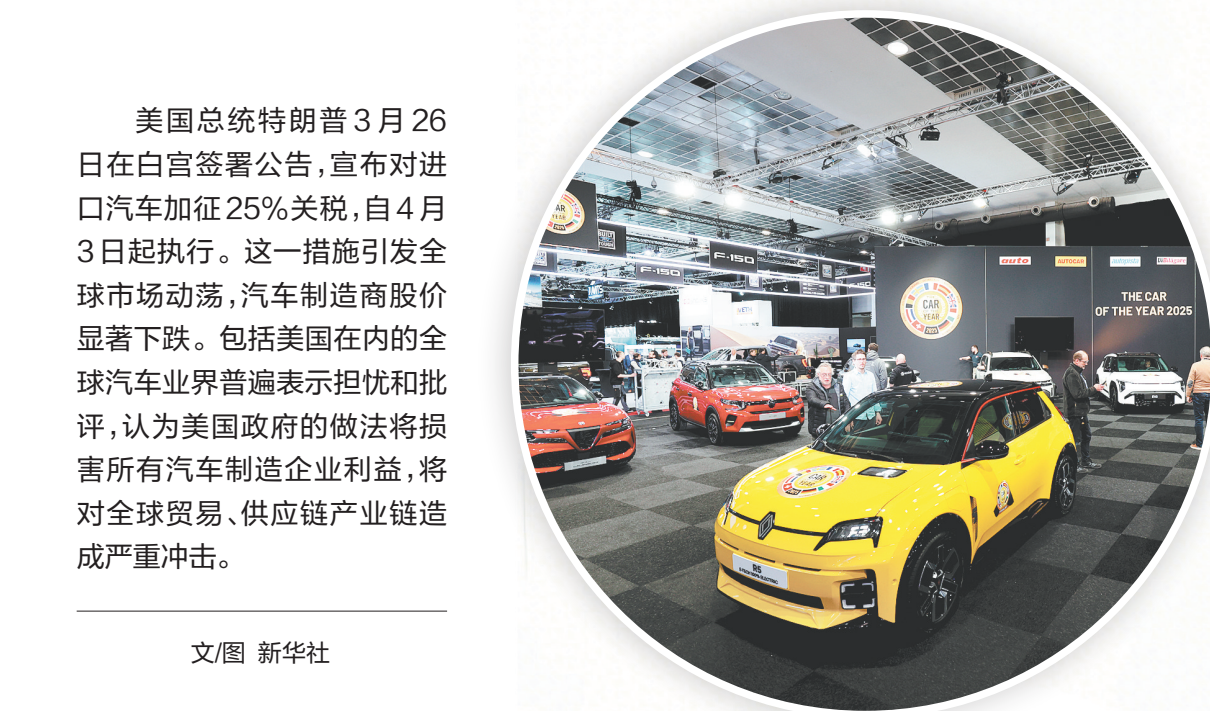 美国总统特朗普3月26
日在白宫签署公告,宣布对进
口汽车加征25%关税,自4月
3日起执行。这一措施引发全
球市场动荡,汽车制造商股价
显著下跌。包括美国在内的全
球汽车业界普遍表示担忧和批
评,认为美国政府的做法将损
害所有汽车制造企业利益,将
对全球贸易、供应链产业链造
成严重冲击。
文/图 新华社
F-150
F-150
auto
AUTOCAR
autopista
CAR
YEAR
2025
THE CAR
OF THE YEAR 2025
CAR
YEAR
R5
E-TECH 100% ELECTRIC